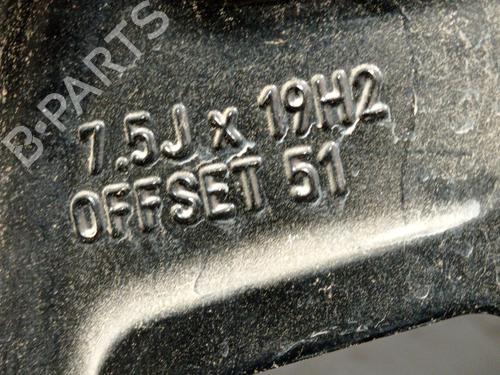 B-PARTS
7.5J x 19H2
OFFSET 51